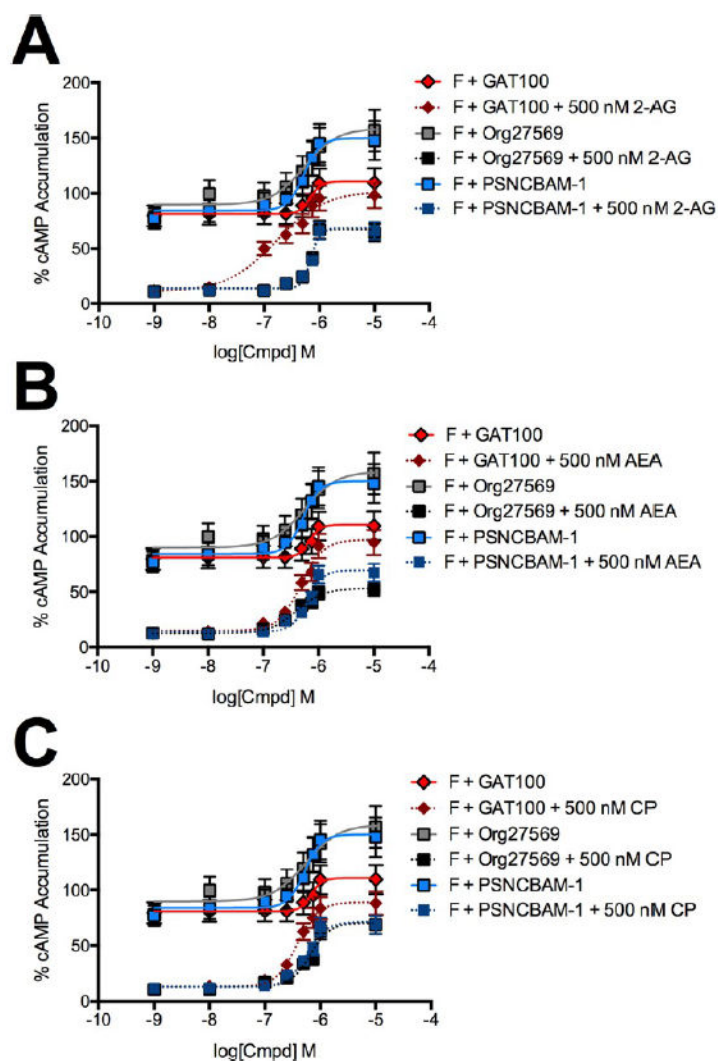 A
200
150
100
50
0
-10 -9 -8 -7 -6 -5 -4
% cAMP Accumulation
log[Cmpd] M
F + GAT100
F + GAT100 + 500 nM 2-AG
F + Org27569
F + Org27569 + 500 nM 2-AG
F + PSNCBAM-1
F + PSNCBAM-1 + 500 nM 2-AG
B
200
150
100
50
0
-10 -9 -8 -7 -6 -5 -4
% cAMP Accumulation
log[Cmpd] M
F + GAT100
F + GAT100 + 500 nM AEA
F + Org27569
F + Org27569 + 500 nM AEA
F + PSNCBAM-1
F + PSNCBAM-1 + 500 nM AEA
C
200
150
100
50
0
-10 -9 -8 -7 -6 -5 -4
% cAMP Accumulation
log[Cmpd] M
F + GAT100
F + GAT100 + 500 nM CP
F + Org27569
F + Org27569 + 500 nM CP
F + PSNCBAM-1
F + PSNCBAM-1 + 500 nM CP